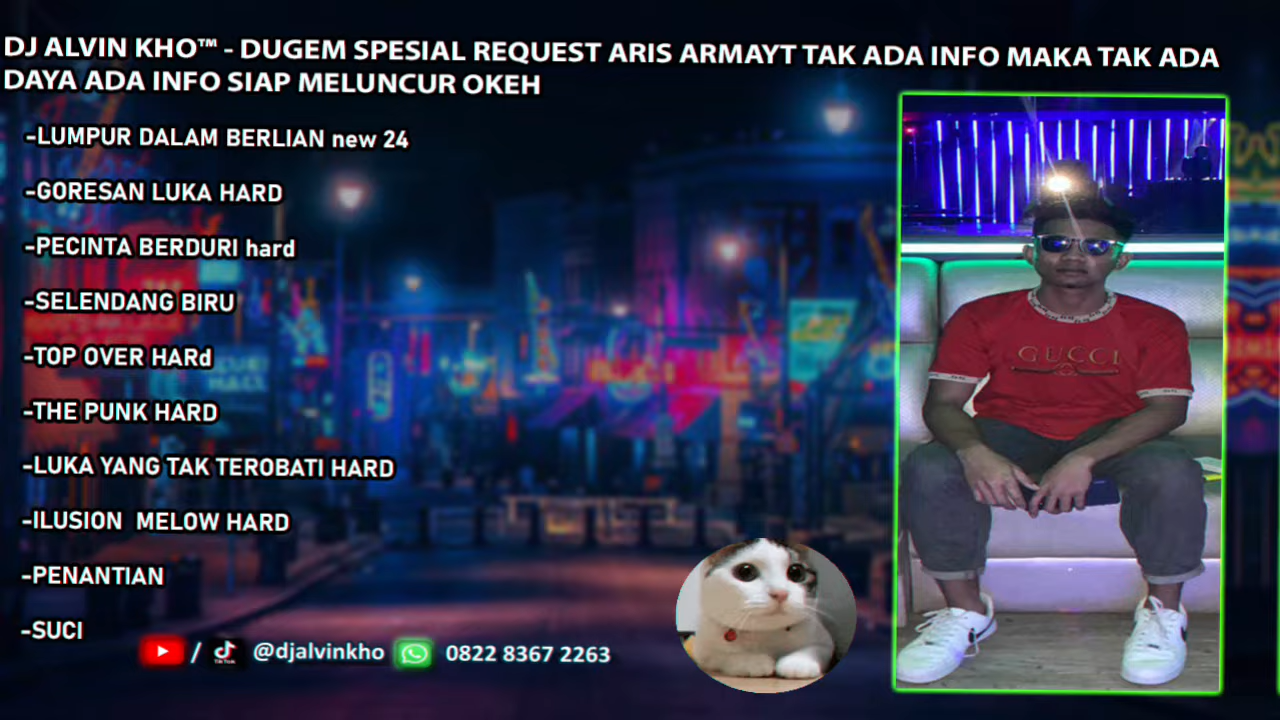 DJ ALVIN KHO™ - DUGEM SPESIAL REQUEST ARIS ARMAYT TAK ADA INFO MAKA TAK ADA
DAYA ADA INFO SIAP MELUNCUR OKEH
-LUMPUR DALAM BERLIAN new 24
-GORESAN LUKA HARD
-PECINTA BERDURI hard
-SELENDANG BIRU
-TOP OVER HARd
-THE PUNK HARD
-LUKA YANG TAK TEROBATI HARD
-ILUSION  MELOW HARD
-PENANTIAN
-SUCI
/ TikTok @djalvinkho 0822 8367 2263
GUCCI